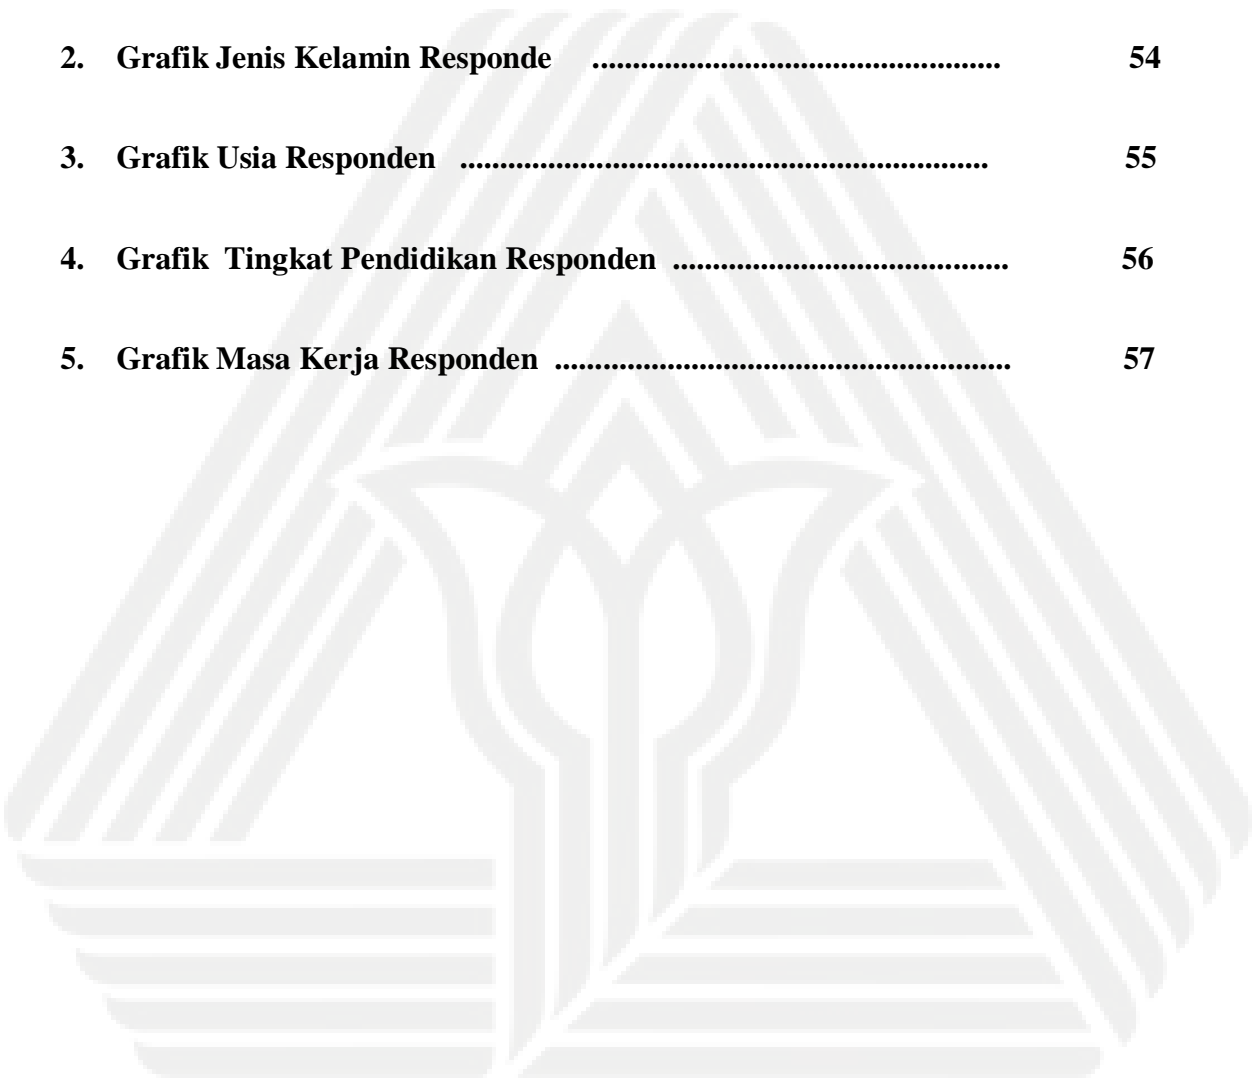 2. Grafik Jenis Kelamin Responde ................................................... 54
3. Grafik Usia Responden .................................................................. 55
4. Grafik Tingkat Pendidikan Responden .......................................... 56
5. Grafik Masa Kerja Responden ......................................................... 57